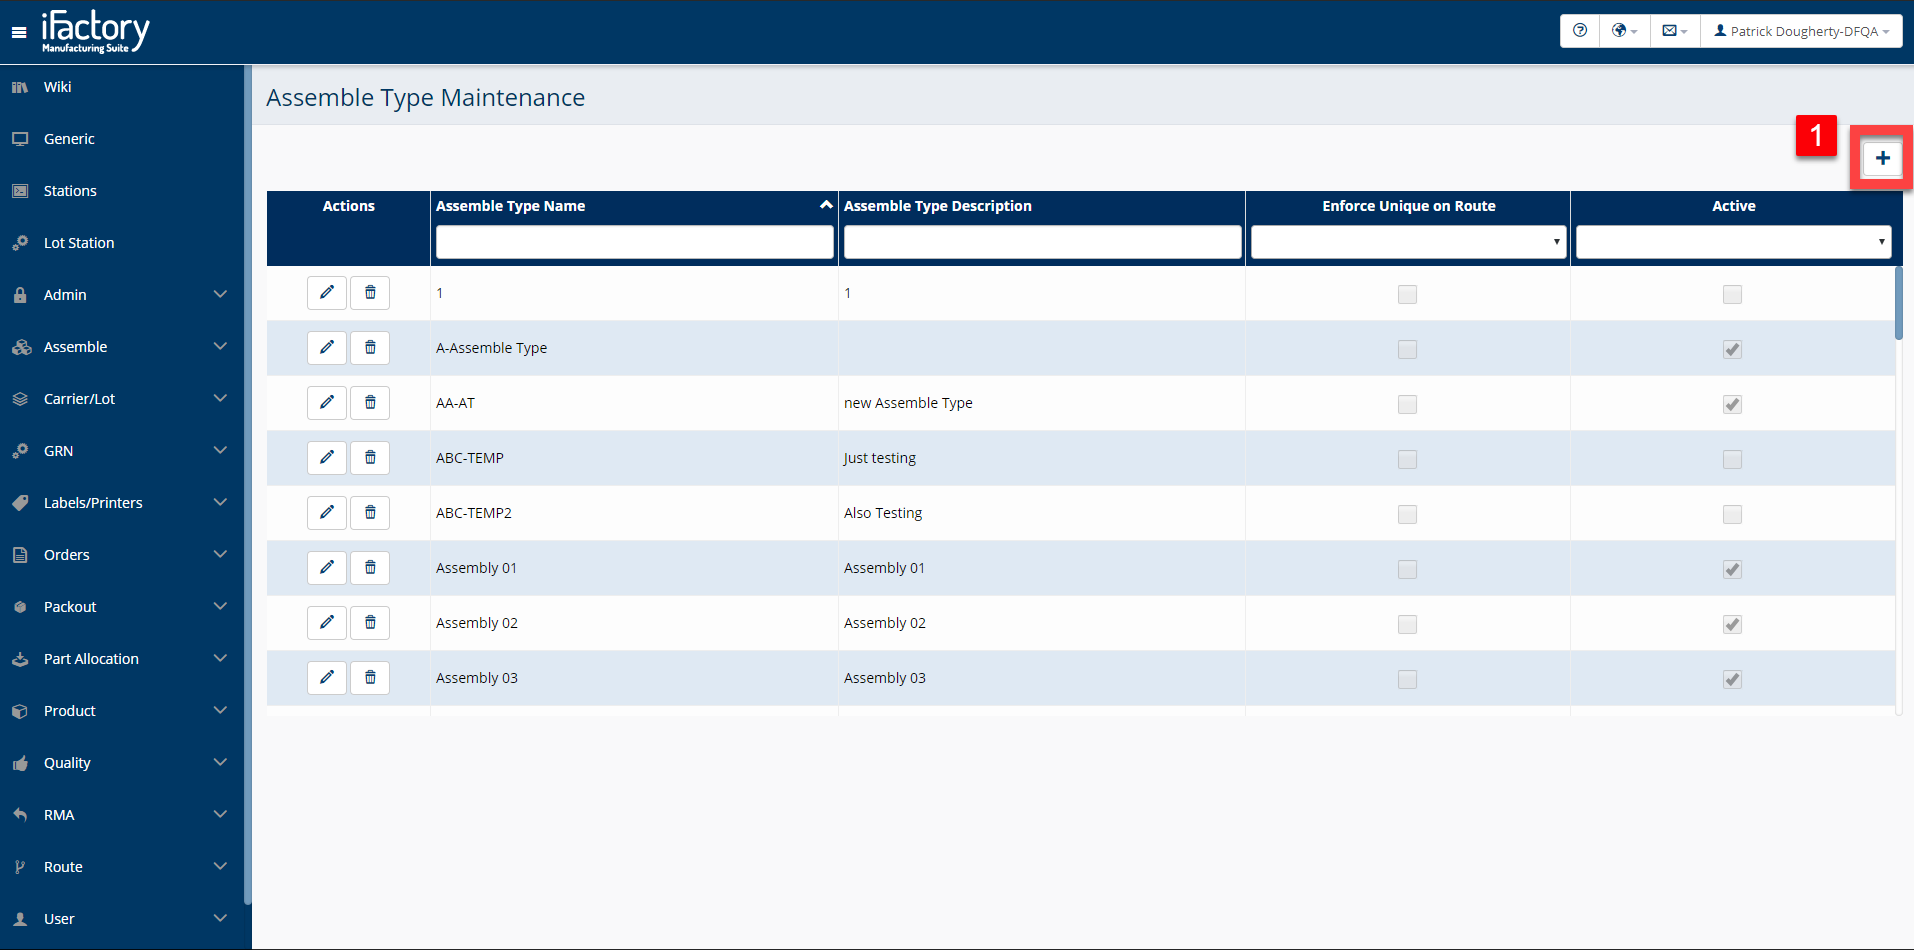 iFactory
Manufacturing Suite
Patrick Dougherty-DFQA
Wiki
Generic
Stations
Lot Station
Admin
Assemble
Carrier/Lot
GRN
Labels/Printers
Orders
Packout
Part Allocation
Product
Quality
RMA
Route
User
Assemble Type Maintenance
1
Actions Assemble Type Name Assemble Type Description Enforce Unique on Route Active
1 1
A-Assemble Type
AA-AT new Assemble Type
ABC-TEMP Just testing
ABC-TEMP2 Also Testing
Assembly 01 Assembly 01
Assembly 02 Assembly 02
Assembly 03 Assembly 03